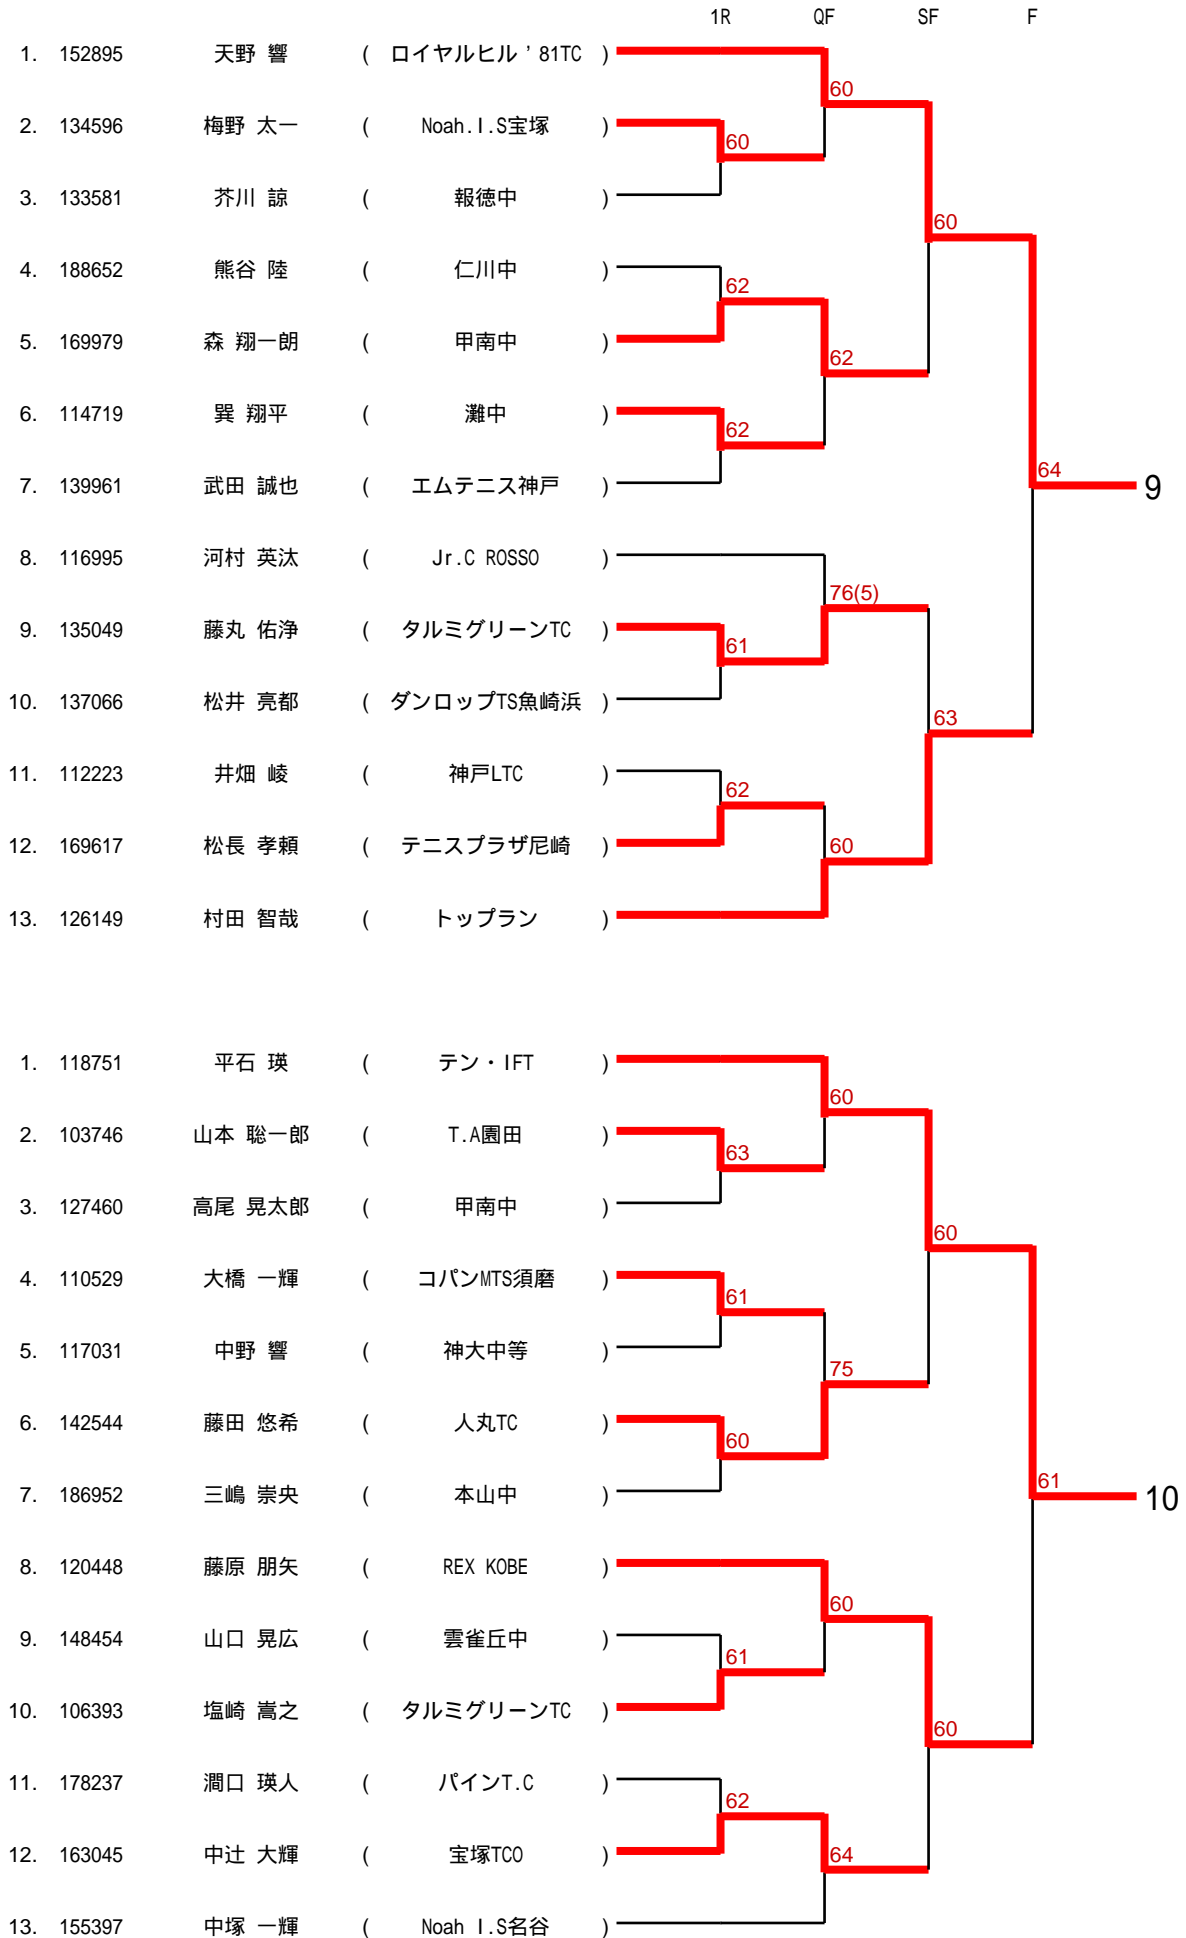 1R QF SF F
1. 152895 天野 響 ( ロイヤルヒル'81TC )
60
2. 134596 梅野 太一 ( Noah.I.S宝塚 )
60
3. 133581 芥川 諒 ( 報徳中 )
60
4. 188652 熊谷 陸 ( 仁川中 )
62
5. 169979 森 翔一朗 ( 甲南中 )
62
6. 114719 巽 翔平 ( 灘中 )
62
7. 139961 武田 誠也 ( エムテニス神戸 )
64 9
8. 116995 河村 英汰 ( Jr.C ROSSO )
76(5)
9. 135049 藤丸 佑浄 ( タルミグリーンTC )
61
10. 137066 松井 亮都 ( ダンロップTS魚崎浜 )
63
11. 112223 井畑 崚 ( 神戸LTC )
62
12. 169617 松長 孝頼 ( テニスプラザ尼崎 )
60
13. 126149 村田 智哉 ( トップラン )
1. 118751 平石 瑛 ( テン・IFT )
60
2. 103746 山本 聡一郎 ( T.A園田 )
63
3. 127460 高尾 晃太郎 ( 甲南中 )
60
4. 110529 大橋 一輝 ( コパンMTS須磨 )
61
5. 117031 中野 響 ( 神大中等 )
75
6. 142544 藤田 悠希 ( 人丸TC )
60
7. 186952 三嶋 崇央 ( 本山中 )
61 10
8. 120448 藤原 朋矢 ( REX KOBE )
60
9. 148454 山口 晃広 ( 雲雀丘中 )
61
10. 106393 塩崎 嵩之 ( タルミグリーンTC )
60
11. 178237 澗口 瑛人 ( パインT.C )
62
12. 163045 中辻 大輝 ( 宝塚TCO )
64
13. 155397 中塚 一輝 ( Noah I.S名谷 )